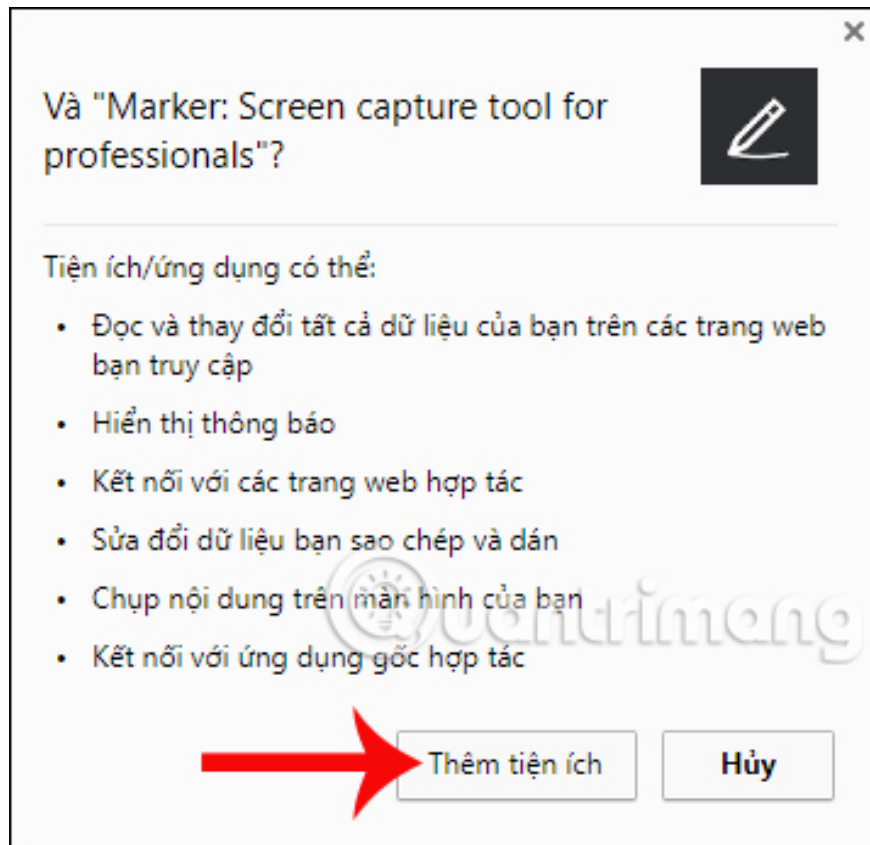 Và "Marker: Screen capture tool for
professionals"?
Tiện ích/ứng dụng có thể:
• Đọc và thay đổi tất cả dữ liệu của bạn trên các trang web
bạn truy cập
• Hiển thị thông báo
• Kết nối với các trang web hợp tác
• Sửa đổi dữ liệu bạn sao chép và dán
• Chụp nội dung trên màn hình của bạn
Quantrimang
• Kết nối với ứng dụng gốc hợp tác
Thêm tiện ích
Hủy